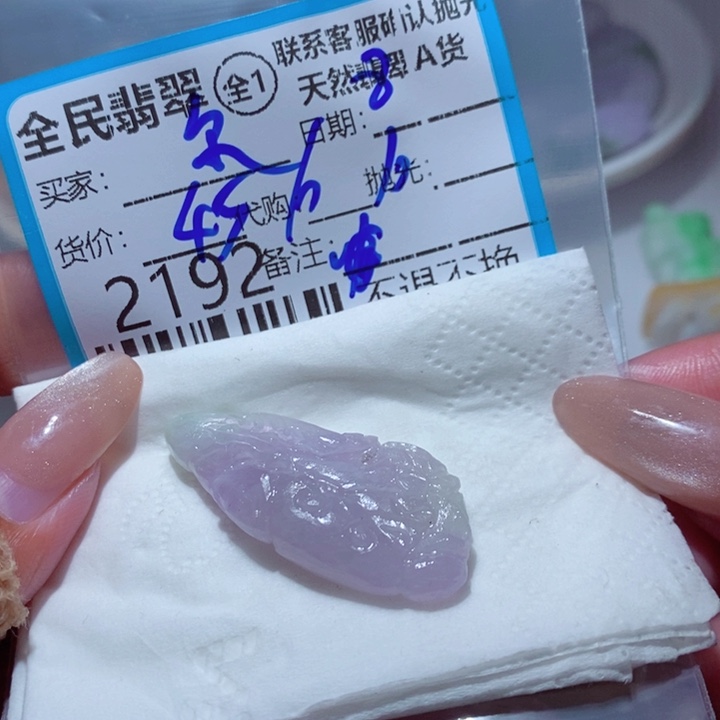 联系客服确认抛光
全民翡翠 全1 天然翡翠A货
买家： 日期：
货价： 代购 抛光：
2192 备注： 不退不换